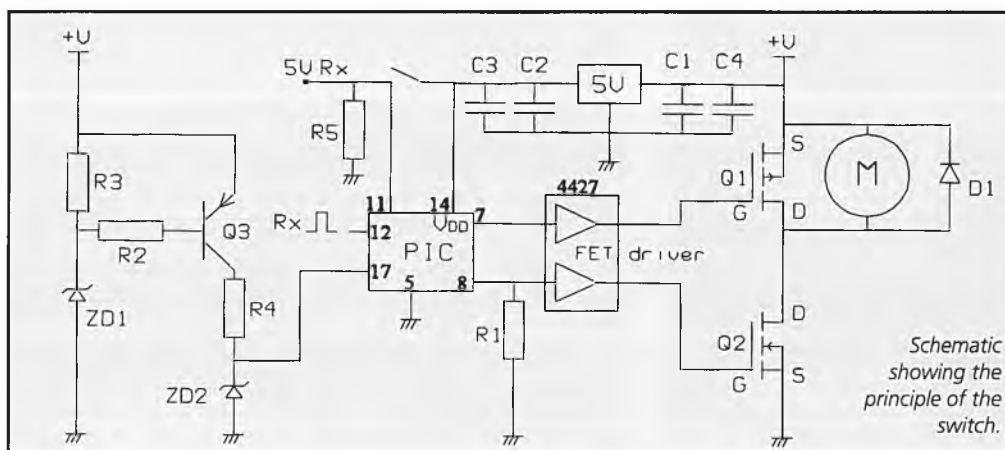 +V
5V Rx
C3
C2
5V
C1
C4
+V
R5
S
R3
Q1
M
D1
11
14
7
4427
VDD
G
D
R2
Q3
Rx
12
PIC
FET driver
17
5
8
R4
ZD1
R1
D
Q2
ZD2
G
S
Schematic
showing the
principle of the
switch.